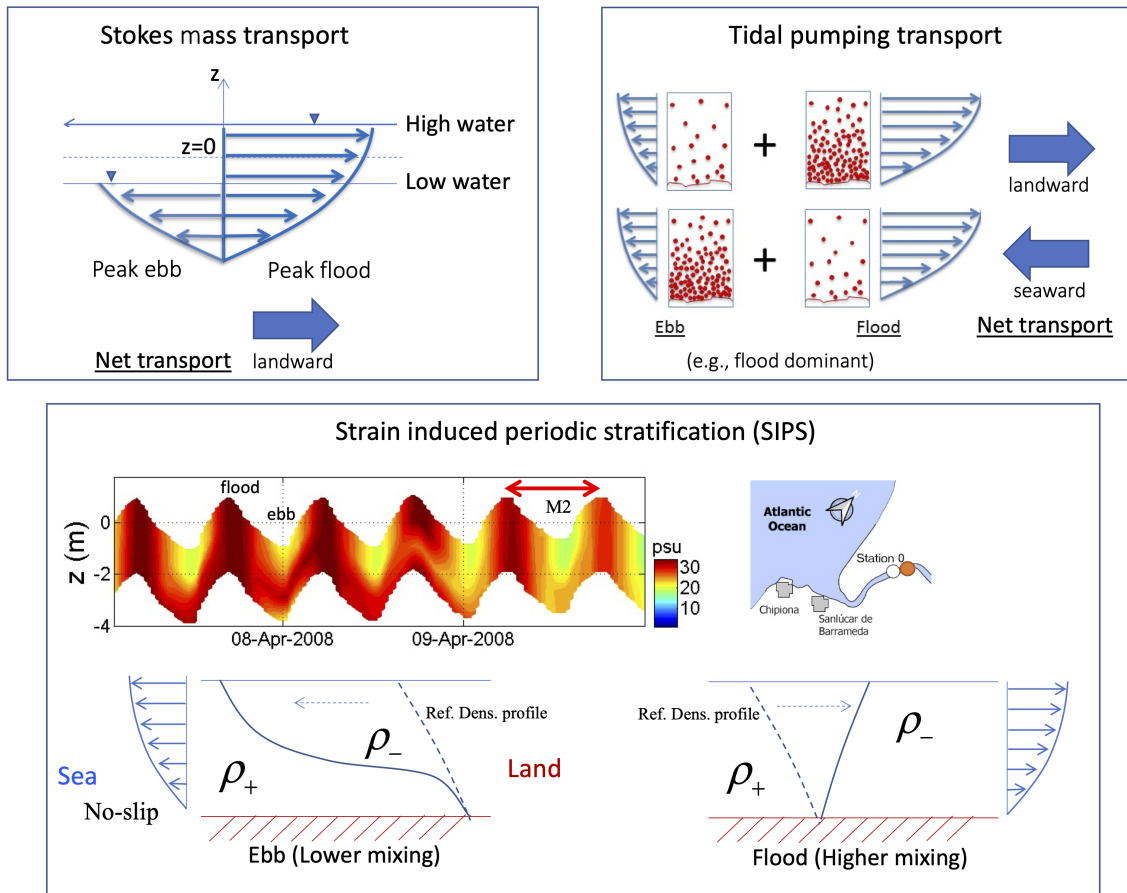 Stokes mass transport
z
High water
z=0
Low water
Peak ebb
Peak flood
Net transport
landward
Tidal pumping transport
+
landward
+
seaward
Ebb
Flood
Net transport
(e.g., flood dominant)
Strain induced periodic stratification (SIPS)
flood
ebb
M2
z (m)
0
-2
-4
08-Apr-2008
09-Apr-2008
psu
30
20
10
Atlantic
Ocean
Station 0
Chipiona
Sanlúcar de
Barrameda
Ref. Dens. profile
ρ−
ρ+
Sea
No-slip
Land
Ebb (Lower mixing)
Ref. Dens. profile
ρ−
ρ+
Flood (Higher mixing)